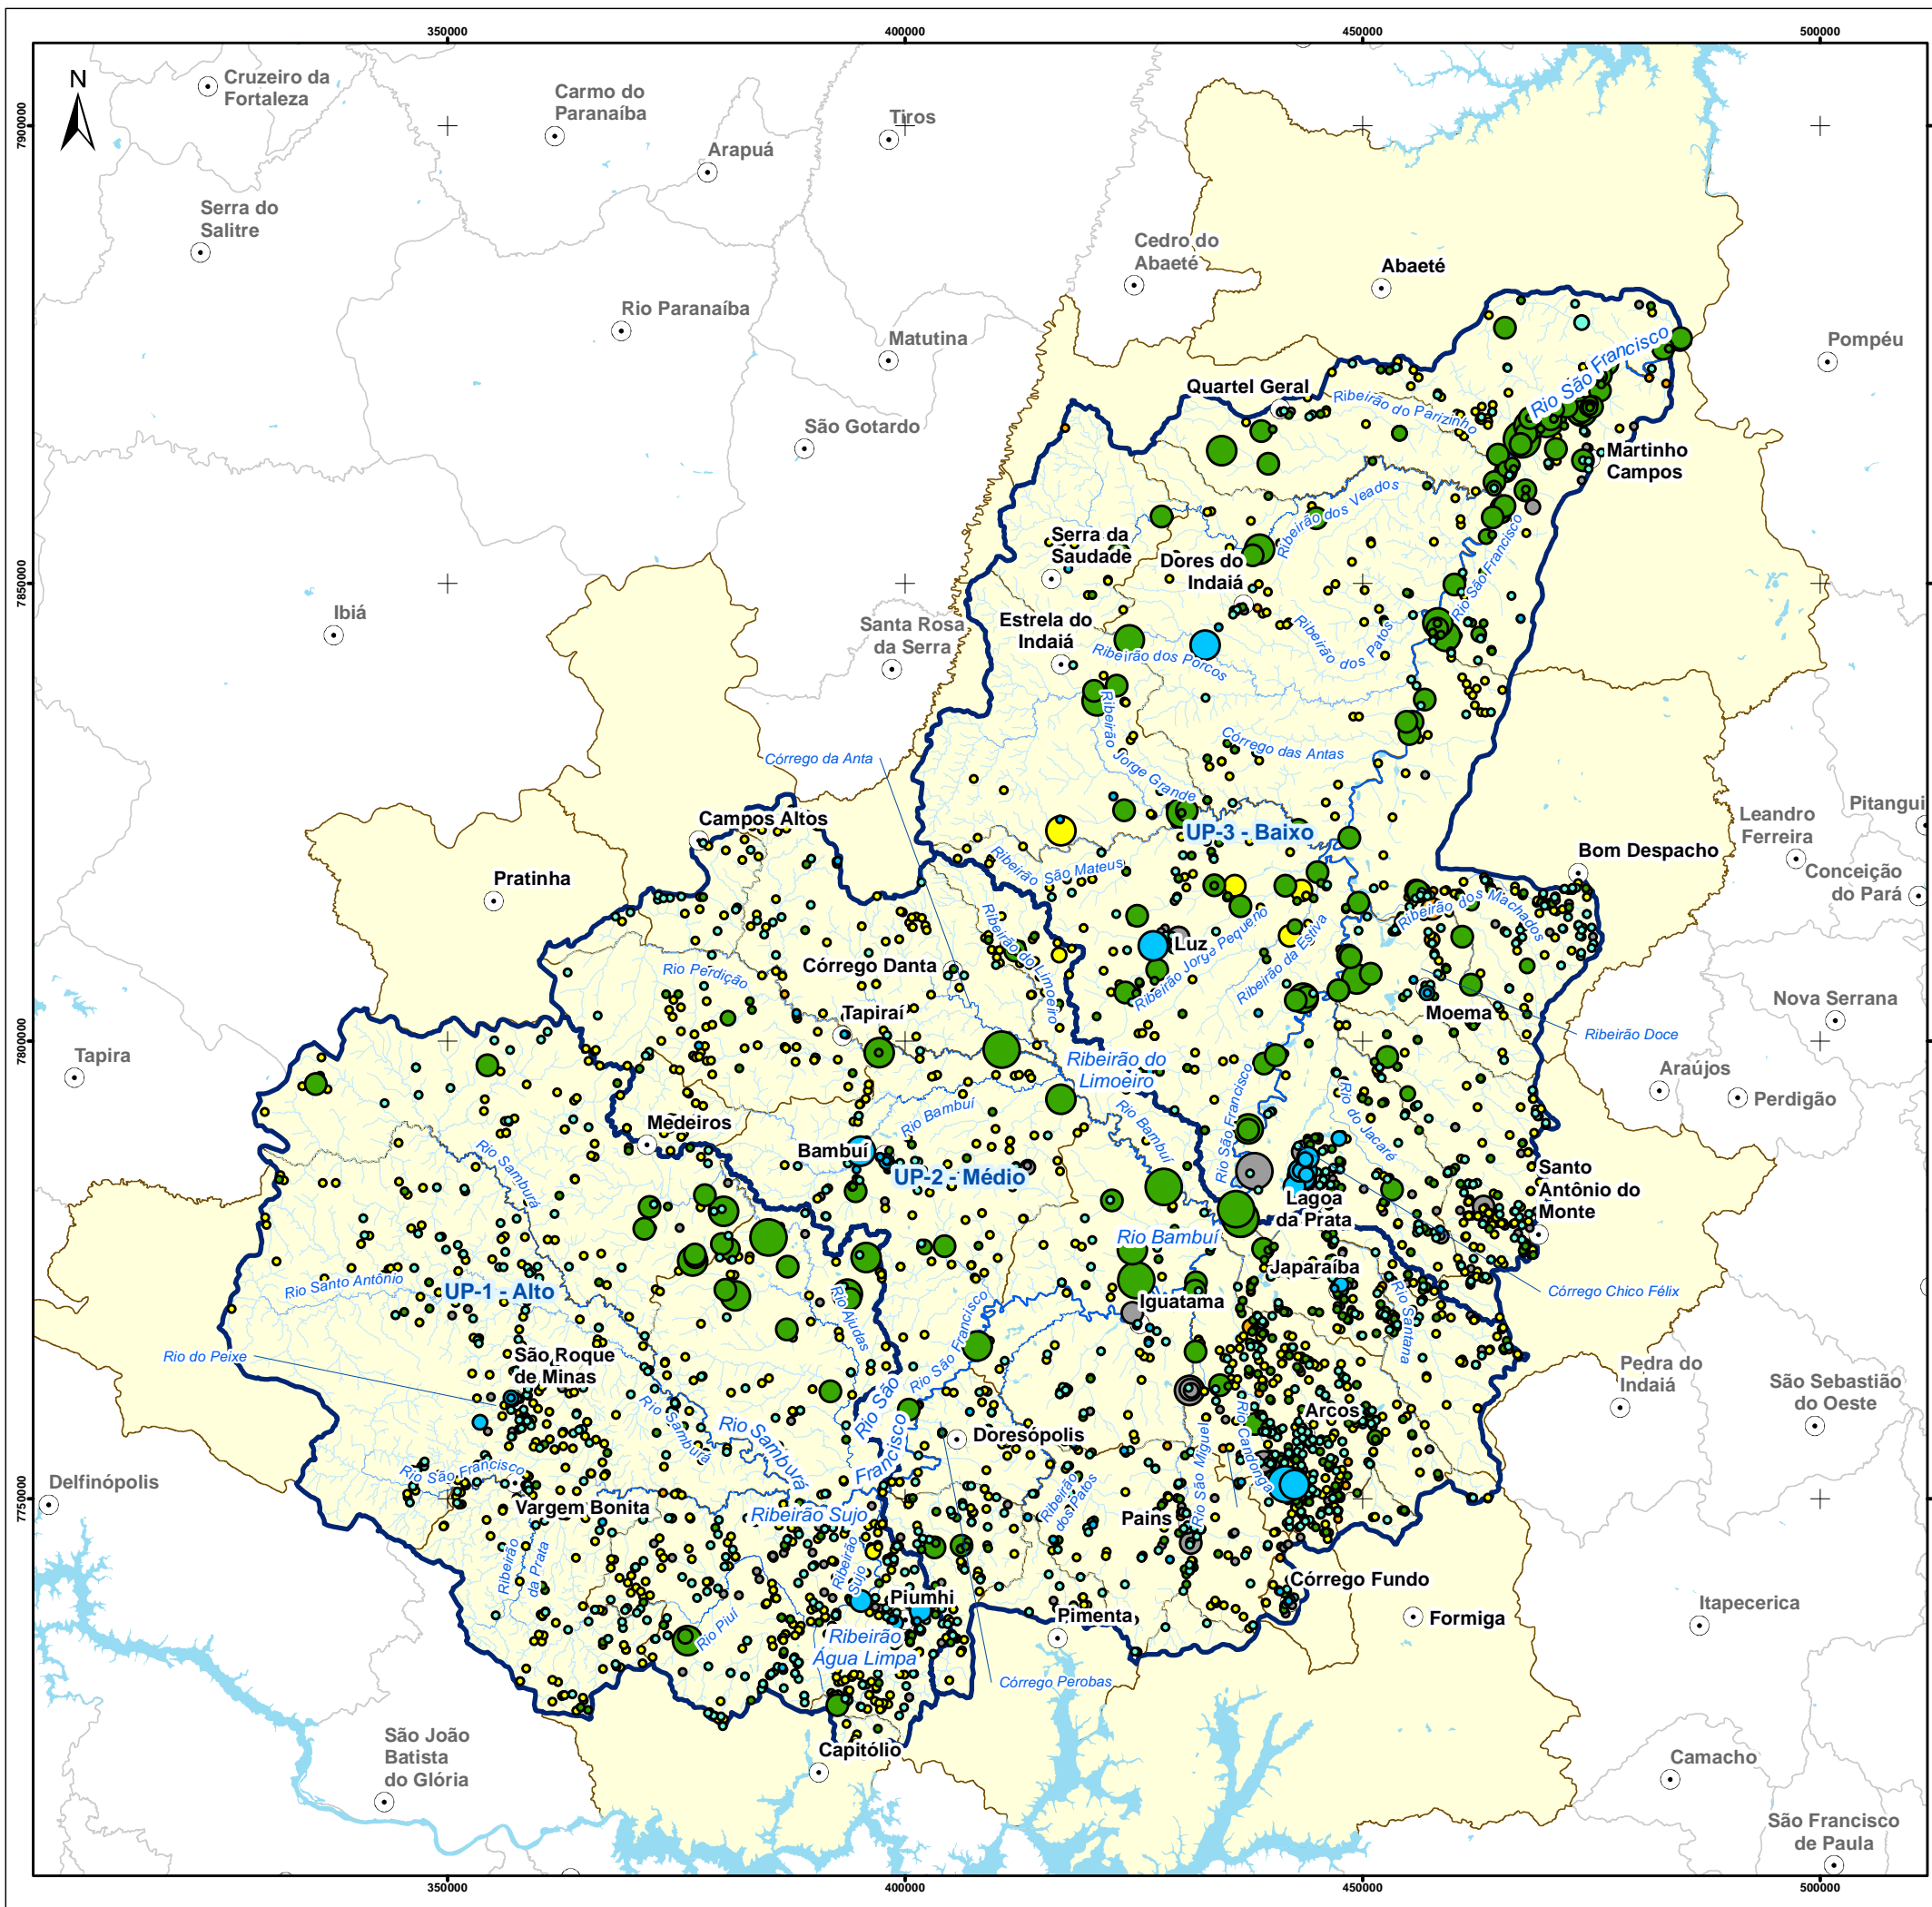 350000
400000
450000
500000
7900000
7850000
7800000
7750000
N
Cruzeiro da
Fortaleza
Carmo do
Paranaíba
Tiros
Arapuá
Serra do
Salitre
Cedro do
Abaeté
Abaeté
Rio Paranaíba
Matutina
Pompéu
Rio São Francisco
Quartel Geral
Ribeirão do Parizinho
São Gotardo
Martinho
Campos
Ribeirão dos Veados
Serra da
Saudade
Dores do
Indaiá
Rio São Francisco
Ibiá
Santa Rosa
da Serra
Estrela do
Indaiá
Ribeirão dos Patos
Ribeirão dos Porcos
Ribeirão
Jorge Grande
Córrego das Antas
Córrego da Anta
Campos Altos
UP-3 - Baixo
Leandro
Ferreira
Pitangui
Bom Despacho
Conceição
do Pará
Pratinha
Ribeirão São Mateus
Ribeirão dos Machados
Ribeirão do Limoeiro
Luz
Ribeirão Jorge Pequeno
Ribeirão da Estiva
Rio Perdição
Córrego Danta
Tapiraí
Moema
Nova Serrana
Ribeirão Doce
Tapira
Ribeirão do
Limoeiro
Araújos
Perdigão
Rio São Francisco
Rio do Jacaré
Medeiros
Rio Bambuí
Rio Bambuí
Bambuí
UP-2 - Médio
Rio Samburá
Santo
Antônio do
Monte
Lagoa
da Prata
Rio Bambuí
Japaraíba
Rio Santo Antônio
UP-1 - Alto
Córrego Chico Félix
Iguatama
Rio Ajudas
Rio São Francisco
Rio Santana
Rio do Peixe
São Roque
de Minas
Pedra do
Indaiá
São Sebastião
do Oeste
Rio São
Francisco
Rio Samburá
Rio Samburá
Arcos
Rio Candonga
Rio São Miguel
Doresópolis
Delfinópolis
Rio São Francisco
Vargem Bonita
Ribeirão Sujo
Ribeirão
dos Patos
Pains
Ribeirão
da Prata
Ribeirão
Sujo
Córrego Fundo
Piumhi
Pimenta
Formiga
Itapecerica
Rio Piuí
Ribeirão
Água Limpa
Córrego Perobas
São João
Batista
do Glória
Capitólio
Camacho
São Francisco
de Paula
350000
400000
450000
500000